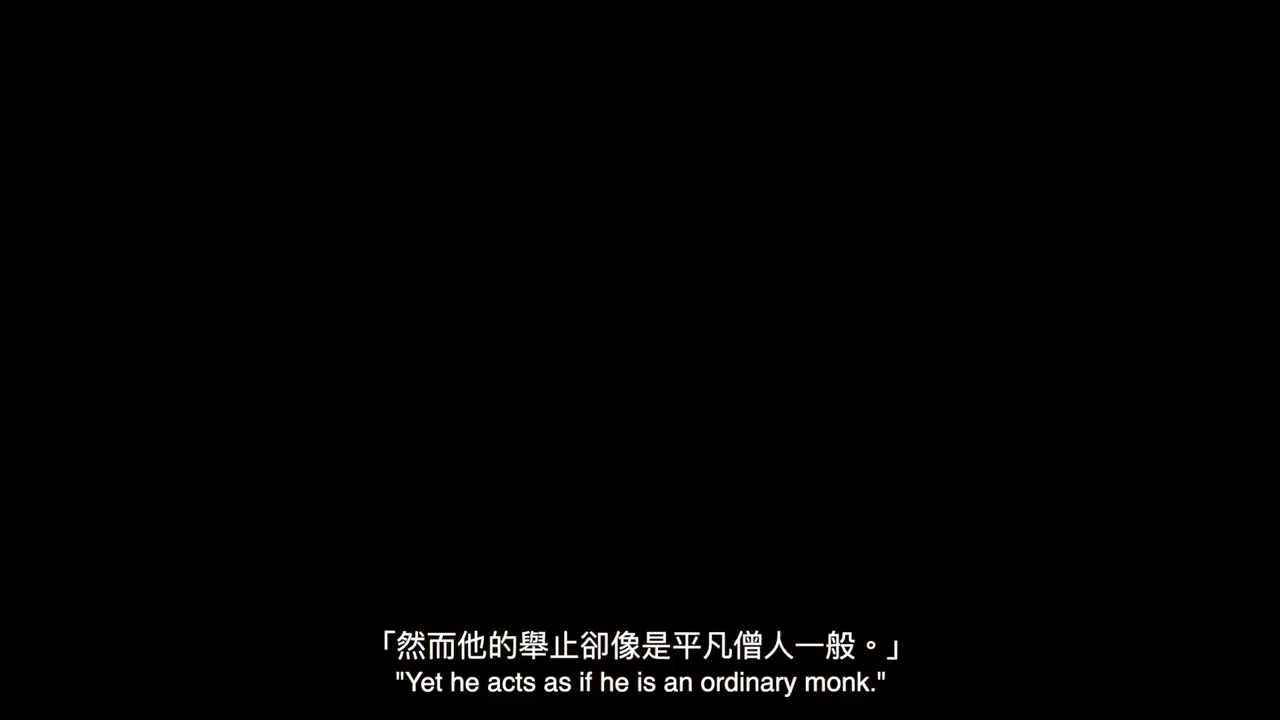 「然而他的舉止卻像是平凡僧人一般。」
"Yet he acts as if he is an ordinary monk."